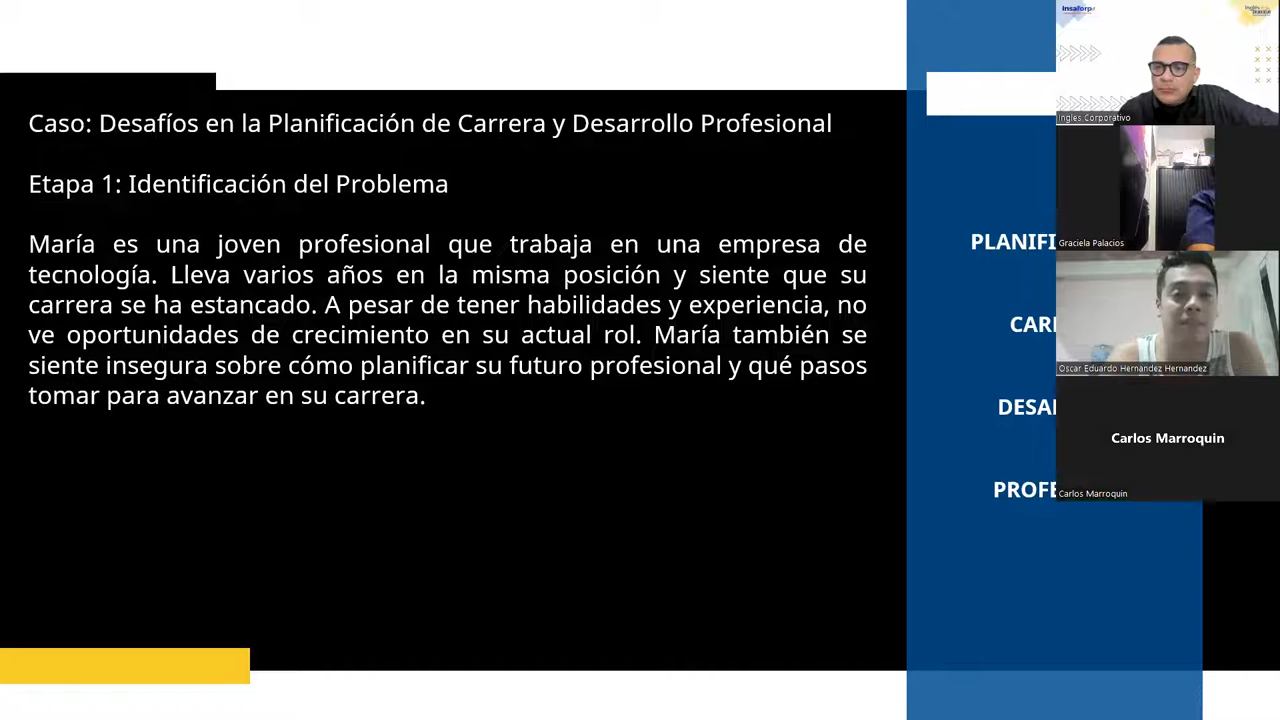 Caso: Desafíos en la Planificación de Carrera y Desarrollo Profesional
Etapa 1: Identificación del Problema
María es una joven profesional que trabaja en una empresa de
tecnología. Lleva varios años en la misma posición y siente que su
carrera se ha estancado. A pesar de tener habilidades y experiencia, no
ve oportunidades de crecimiento en su actual rol. María también se
siente insegura sobre cómo planificar su futuro profesional y qué pasos
tomar para avanzar en su carrera.
PLANIFI
CARR
DESAR
PROFE
Insaforp
Ingles Corporativo
Graciela Palacios
Oscar Eduardo Hernandez Hernandez
Carlos Marroquin
Carlos Marroquin